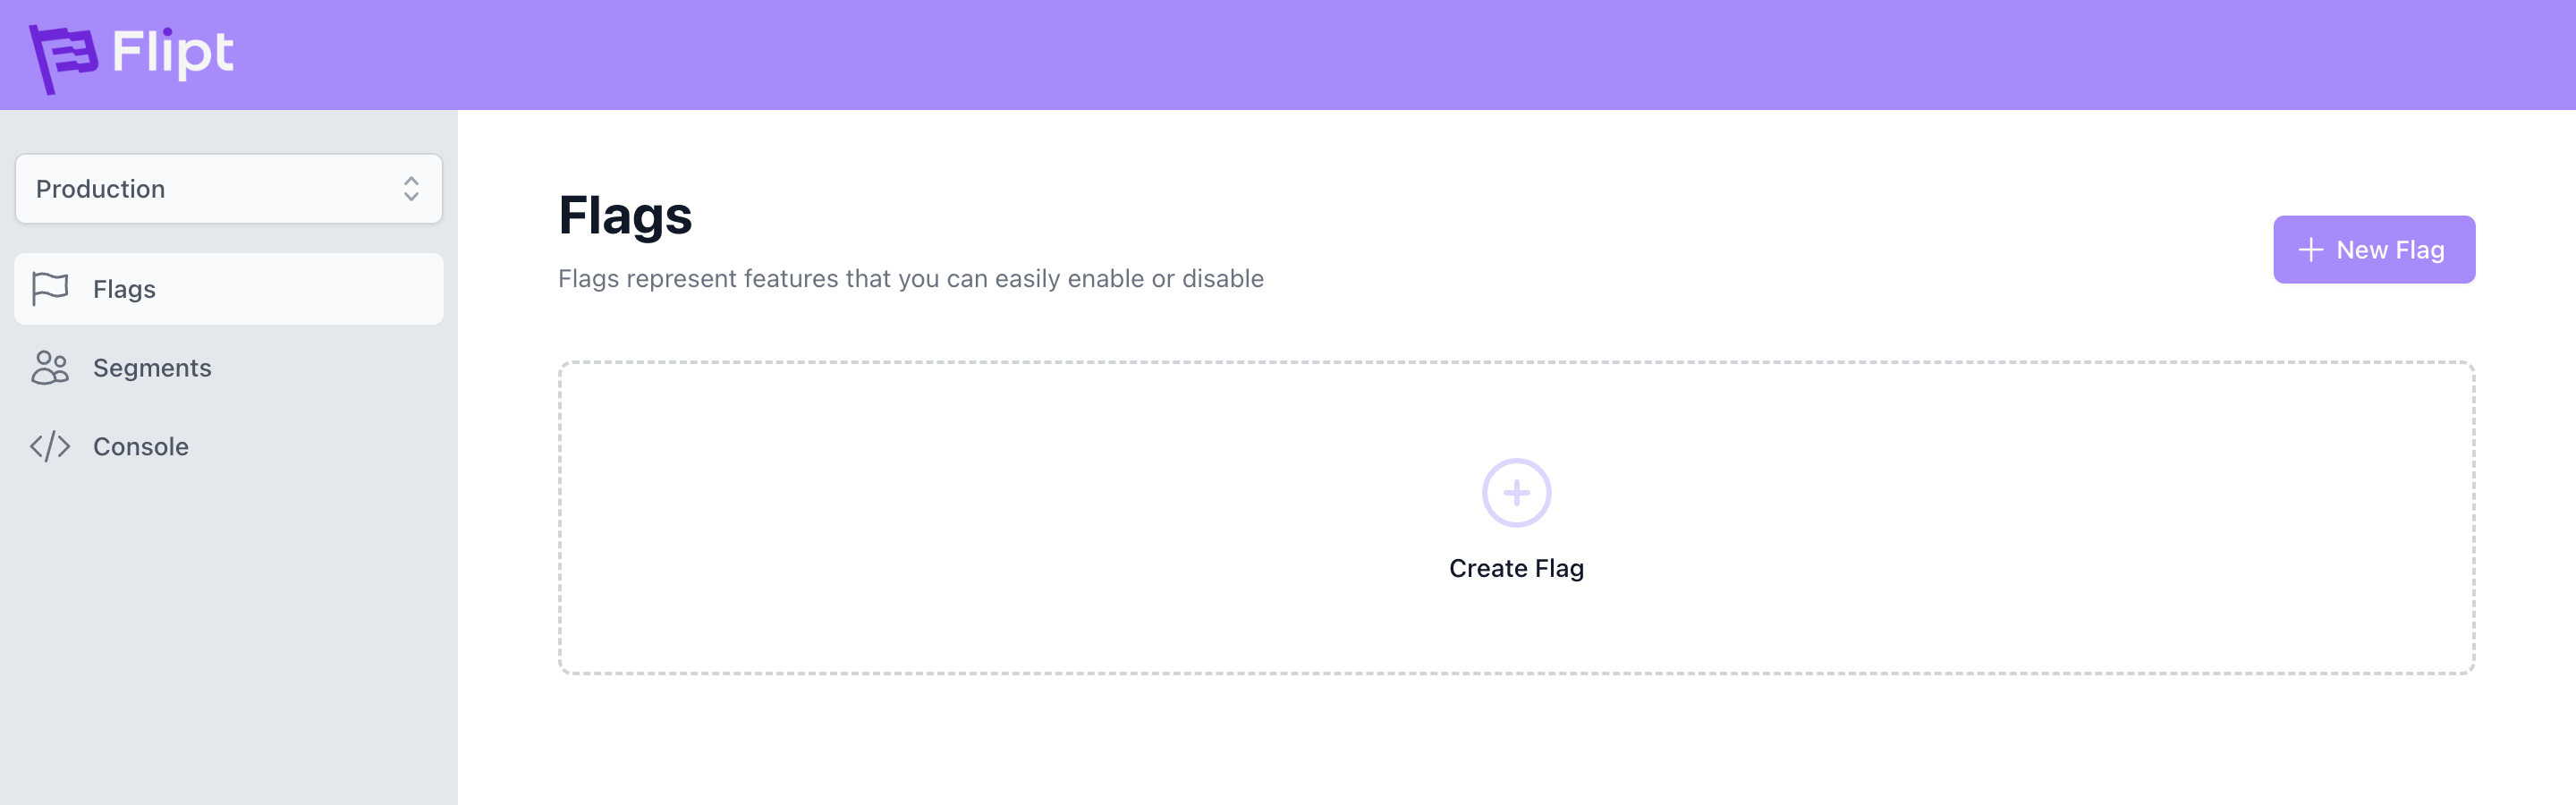 Flipt
Production
Flags
Segments
Console
Flags
Flags represent features that you can easily enable or disable
New Flag
Create Flag